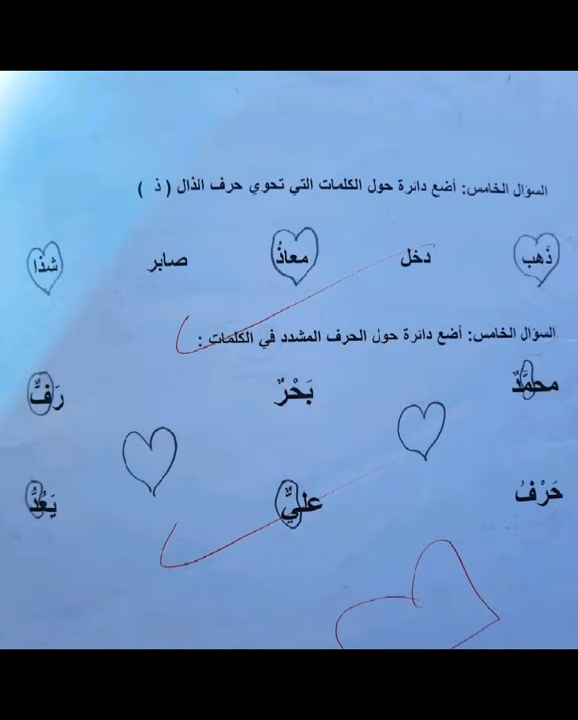 السؤال الخامس: أضع دائرة حول الكلمات التي تحوي حرف الذال ( ذ )
ذَهب دخل معاذُ صابر شذا
السؤال الخامس: أضع دائرة حول الحرف المشدد في الكلمات :
محمَّدٌ بَحْرٌ رَفٌّ
حَرْفُ عليٌّ يَعُدُّ